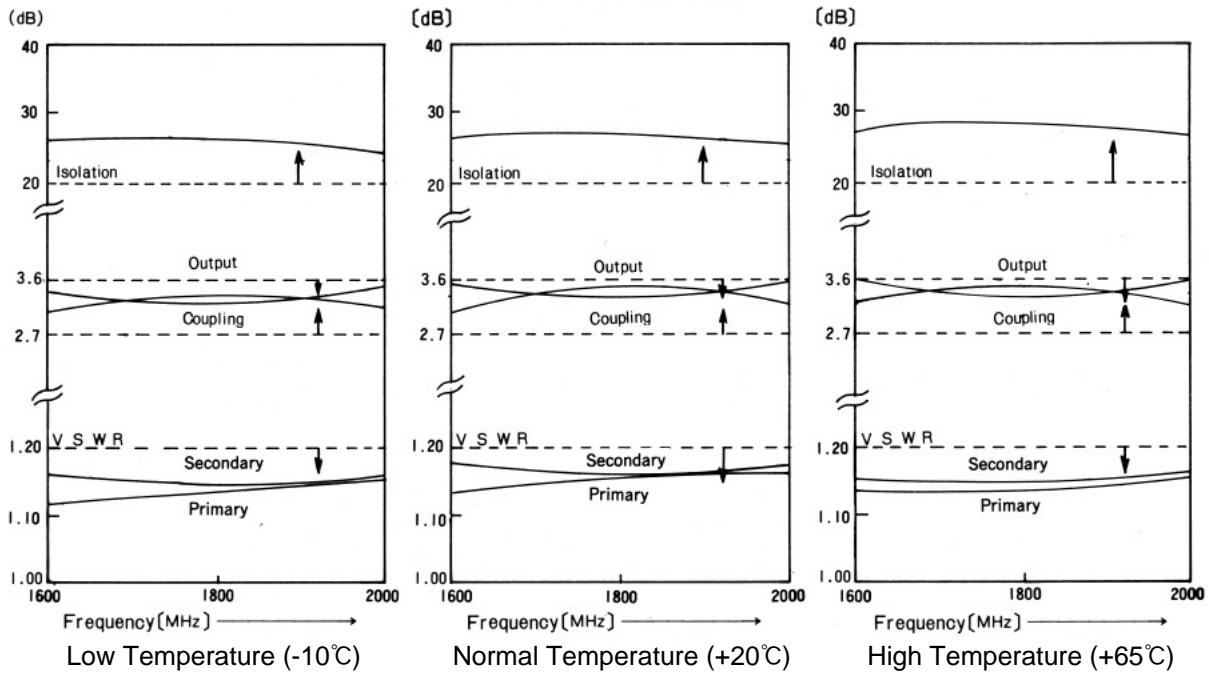 (dB)
40
30
Isolation
20
Output
3.6
Coupling
2.7
V S W R
1.20
Secondary
1.10
Primary
1.00
1600
1800
2000
Frequency[MHz]
Low Temperature (-10℃)
[dB]
40
30
Isolation
20
Output
3.6
Coupling
2.7
V S W R
1.20
Secondary
Primary
1.10
1.00
1600
1800
2000
Frequency[MHz]
Normal Temperature (+20℃)
[dB]
40
30
Isolation
20
Output
3.6
Coupling
2.7
V S W R
1.20
Secondary
Primary
1.10
1.00
1600
1800
2000
Frequency[MHz]
High Temperature (+65℃)